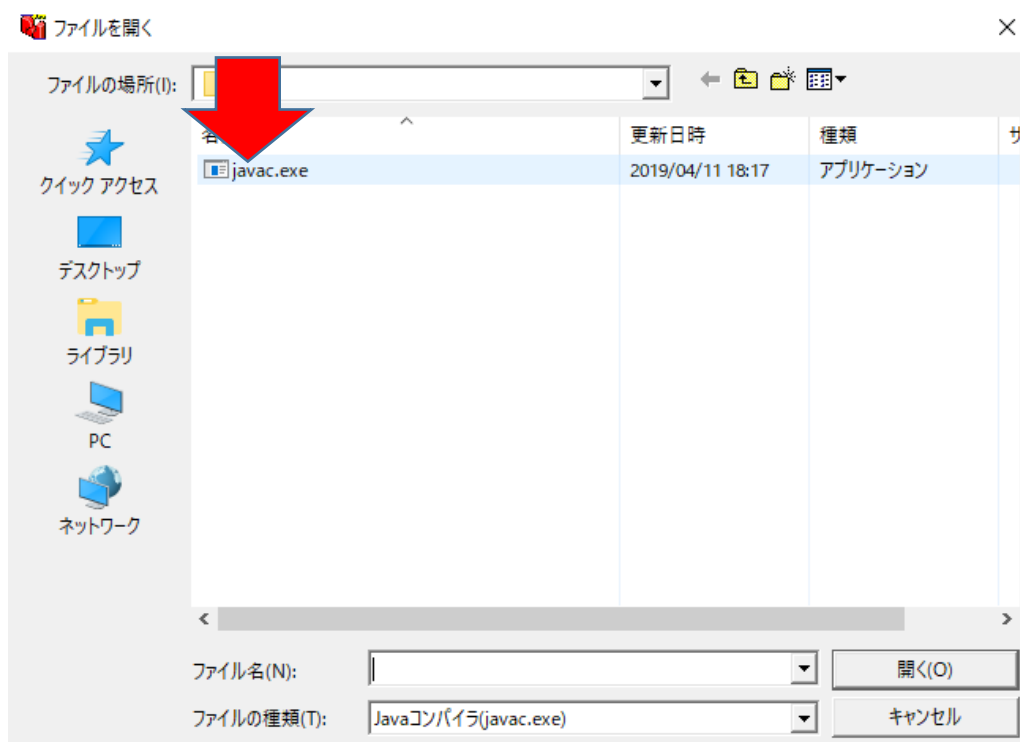 ファイルを開く
ファイルの場所(I):
名
更新日時
種類
サ
javac.exe
2019/04/11 18:17
アプリケーション
クイック アクセス
デスクトップ
ライブラリ
PC
ネットワーク
ファイル名(N):
開く(O)
ファイルの種類(T):
Javaコンパイラ(javac.exe)
キャンセル